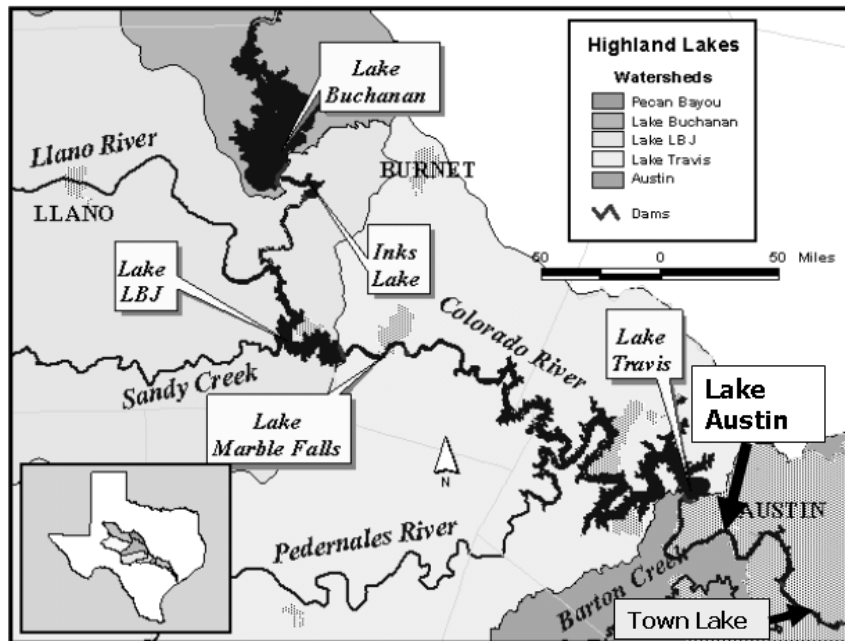 Highland Lakes
Watersheds
Pecan Bayou
Lake Buchanan
Lake LBJ
Lake Travis
Austin
Dams
50 0 50 Miles
Lake
Buchanan
Llano River
BURNET
LLANO
Inks
Lake
Lake
LBJ
Colorado River
Lake
Travis
Sandy Creek
Lake
Austin
Lake
Marble Falls
N
AUSTIN
Pedernales River
Barton Creek
Town Lake